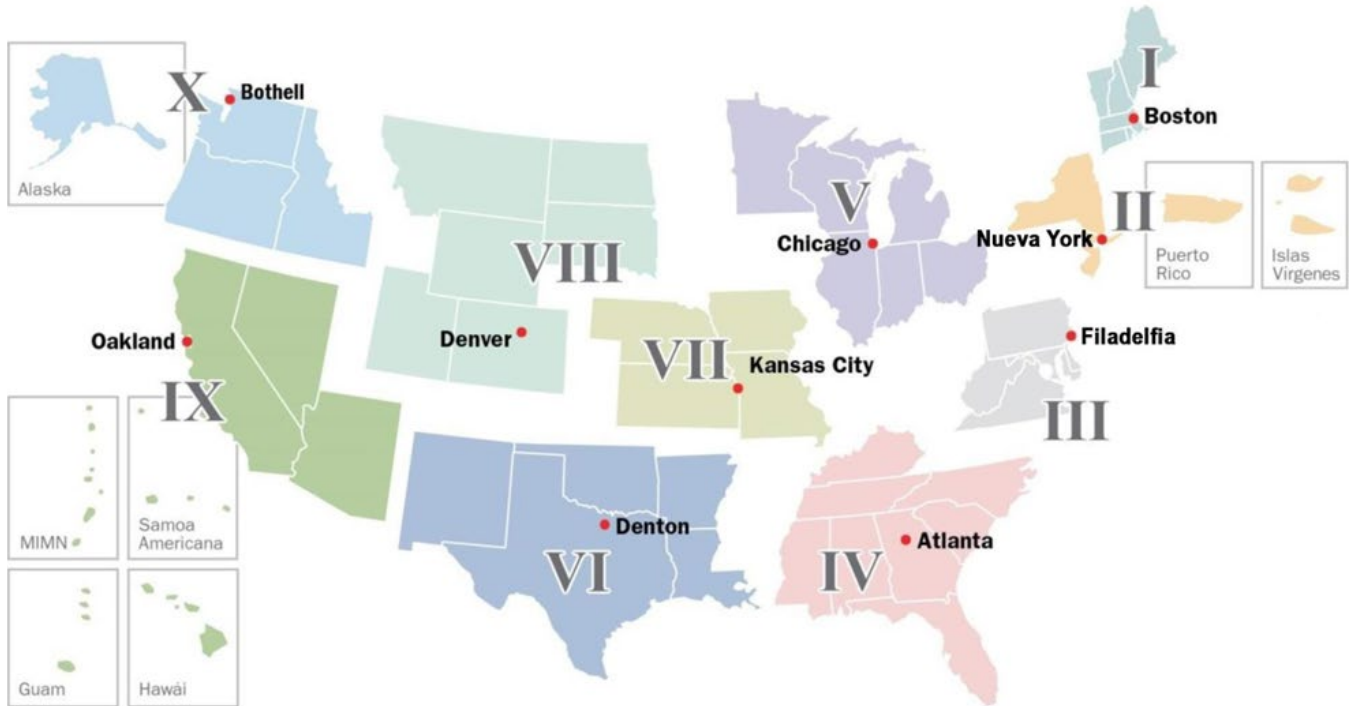 X
Bothell
Alaska
I
Boston
II
Nueva York
Puerto
Rico
Islas
Virgenes
V
Chicago
VIII
Denver
Oakland
IX
VII
Kansas City
Filadelfia
III
MIMN
Samoa
Americana
Denton
VI
IV
Atlanta
Guam
Hawái